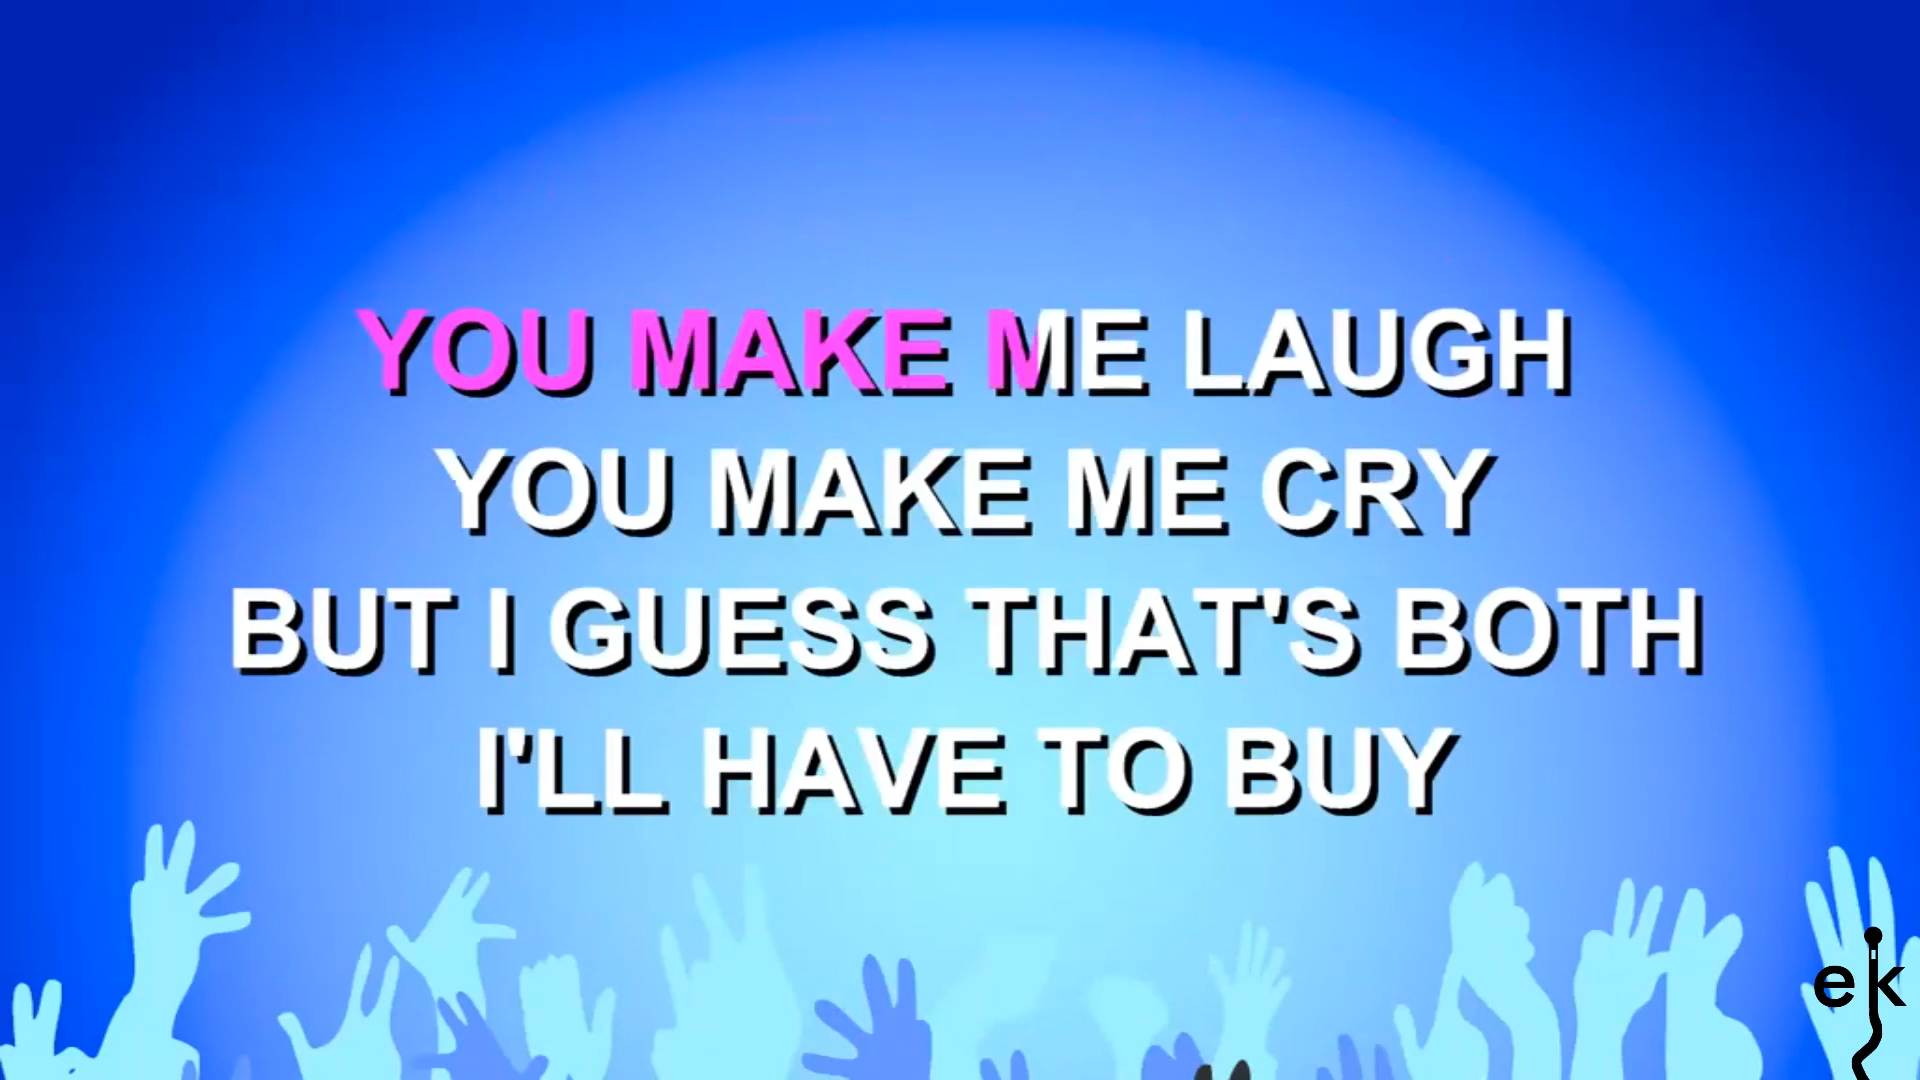 YOU MAKE ME LAUGH
YOU MAKE ME CRY
BUT I GUESS THAT'S BOTH
I'LL HAVE TO BUY
ek